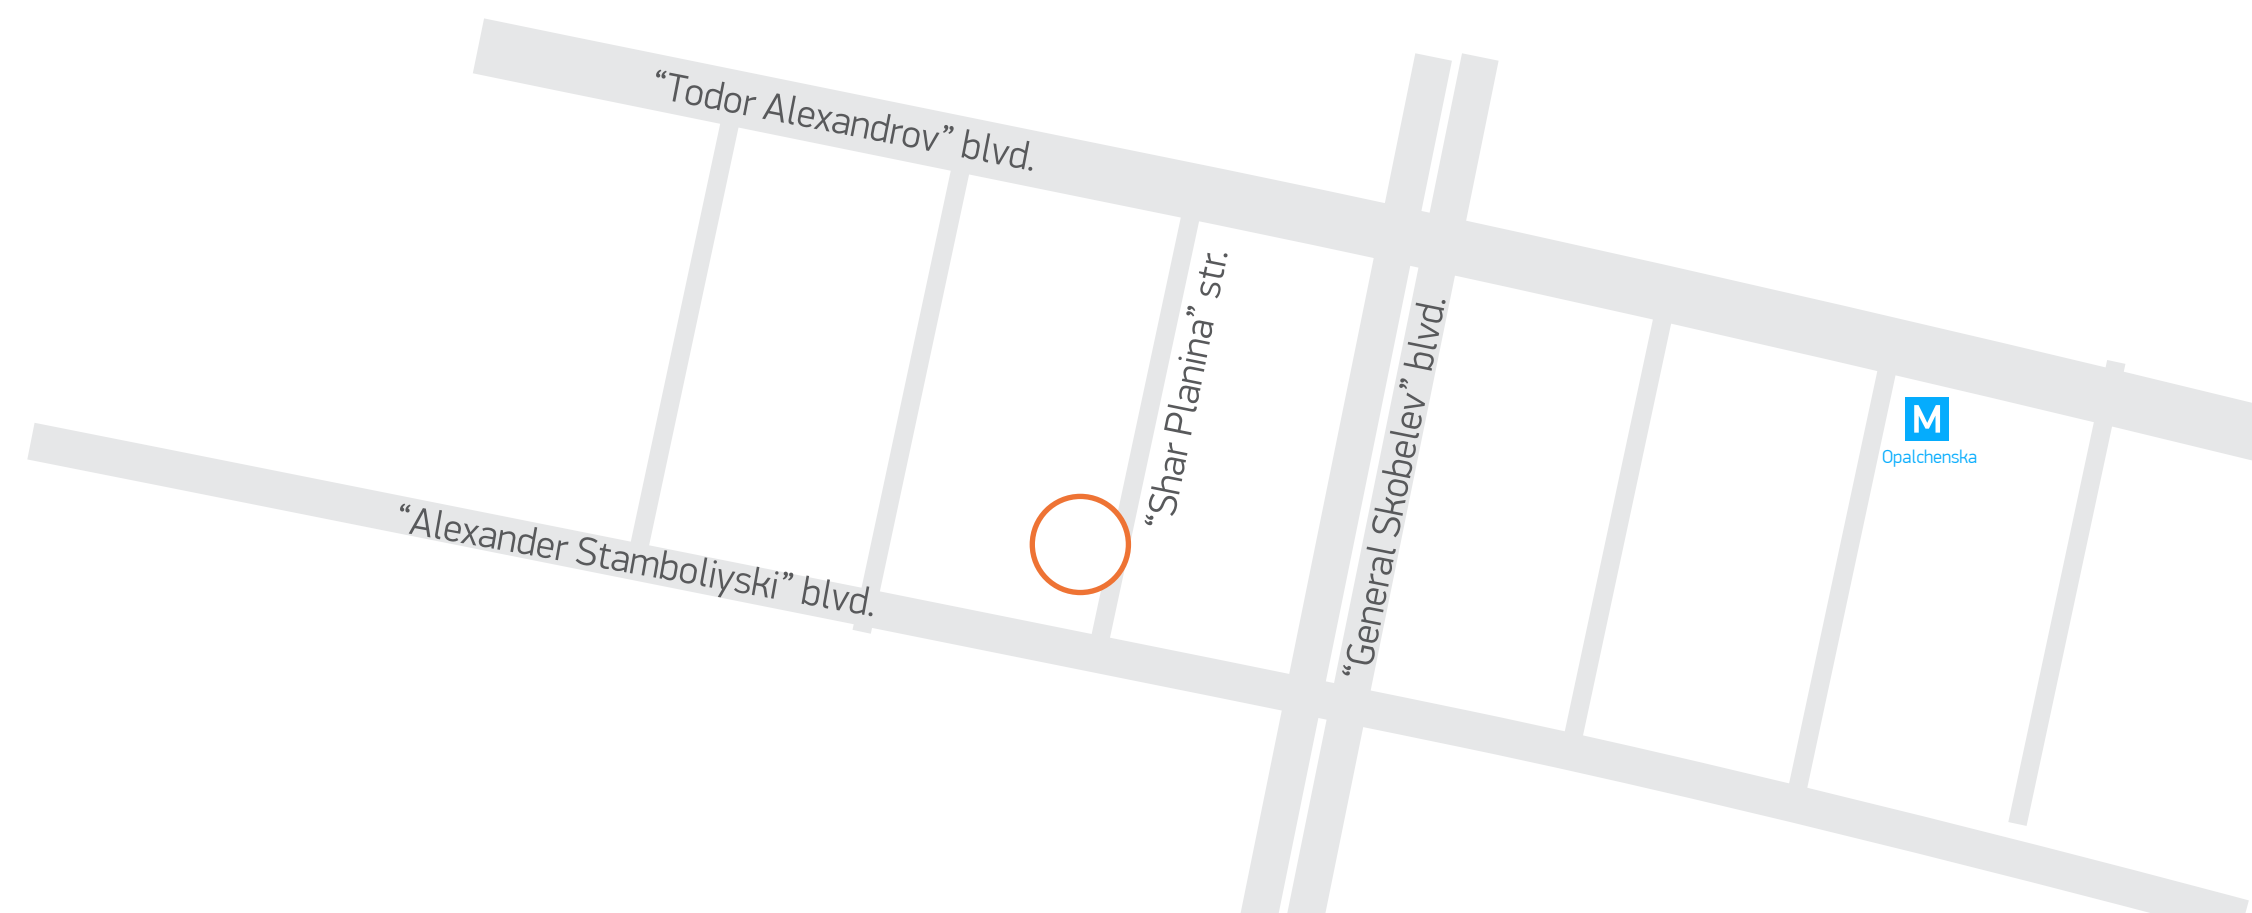 “Todor Alexandrov” blvd.
“Shar Planina” str.
“General Skobelev” blvd.
M
Opalchenska
“Alexander Stamboliyski” blvd.